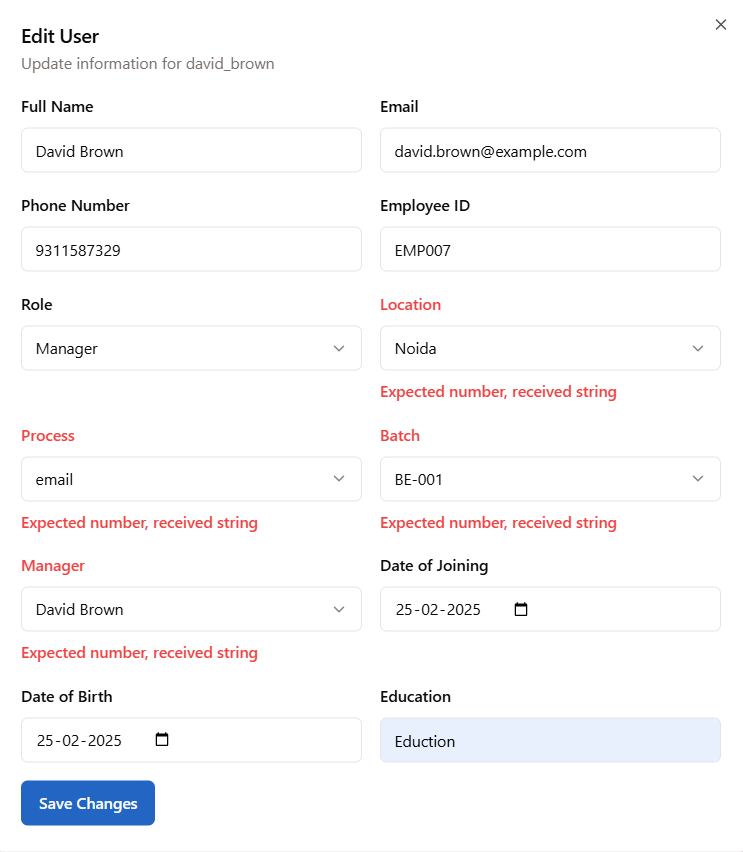 Edit User
Update information for david_brown
Full Name
Email
David Brown
david.brown@example.com
Phone Number
Employee ID
9311587329
EMP007
Role
Location
Manager
Noida
Expected number, received string
Process
Batch
email
BE-001
Expected number, received string
Expected number, received string
Manager
Date of Joining
David Brown
25-02-2025
Expected number, received string
Date of Birth
Education
25-02-2025
Eduction
Save Changes